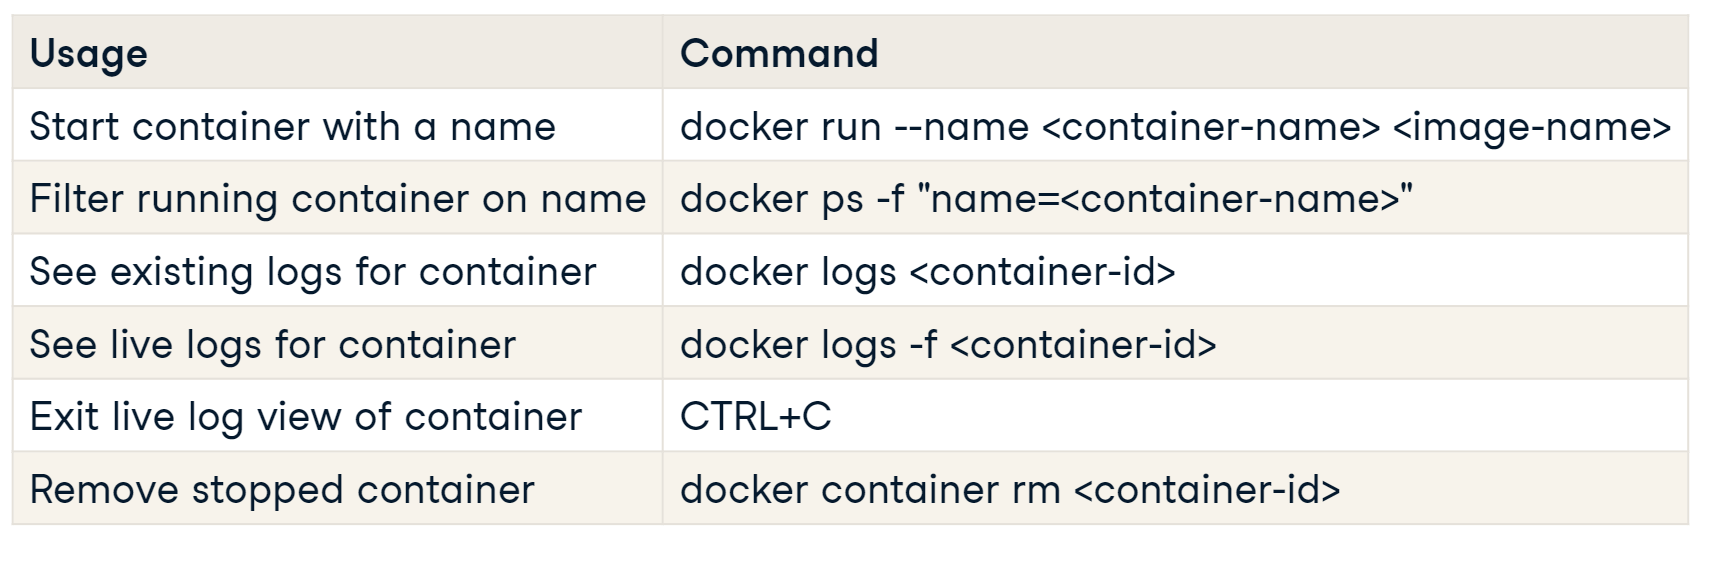 Usage Command
Start container with a name docker run --name <container-name> <image-name>
Filter running container on name docker ps -f "name=<container-name>"
See existing logs for container docker logs <container-id>
See live logs for container docker logs -f <container-id>
Exit live log view of container CTRL+C
Remove stopped container docker container rm <container-id>